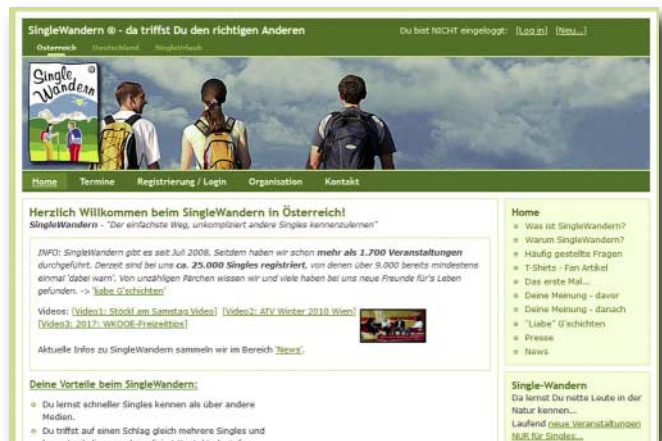 SingleWandern ® - da triffst Du den richtigen Anderen
Du bist NICHT eingeloggt: [Log in] [Neu...]
Österreich Deutschland SingleUrlaub
Single
Wandern
Home Termine Registrierung / Login Organisation Kontakt
Herzlich Willkommen beim SingleWandern in Österreich!
SingleWandern - "Der einfachste Weg, unkompliziert andere Singles kennenzulernen"
INFO: SingleWandern gibt es seit Juli 2008. Seitdem haben wir schon mehr als 1.700 Veranstaltungen
durchgeführt. Derzeit sind bei uns ca. 25.000 Singles registriert, von denen über 9.000 bereits mindestens
einmal 'dabei warn'. Von unzähligen Pärchen wissen wir und viele haben bei uns neue Freunde für's Leben
gefunden. -> 'liabe G'schichten'
Videos: [Video1: Stöckl am Samstag Video] [Video2: ATV Winter 2010 Wien]
[Video3: 2017: WKOOE-Freizeittips]
Aktuelle Infos zu SingleWandern sammeln wir im Bereich 'News'.
Deine Vorteile beim SingleWandern:
Du lernst schneller Singles kennen als über andere
Medien.
Du triffst auf einen Schlag gleich mehrere Singles und
Home
Was ist SingleWandern?
Warum SingleWandern?
Häufig gestellte Fragen
T-Shirts - Fan Artikel
Das erste Mal...
Deine Meinung - davor
Deine Meinung - danach
"Liabe" G'schichten
Presse
News
Single-Wandern
Da lernst Du nette Leute in der
Natur kennen...
Laufend neue Veranstaltungen
NUR für Singles...